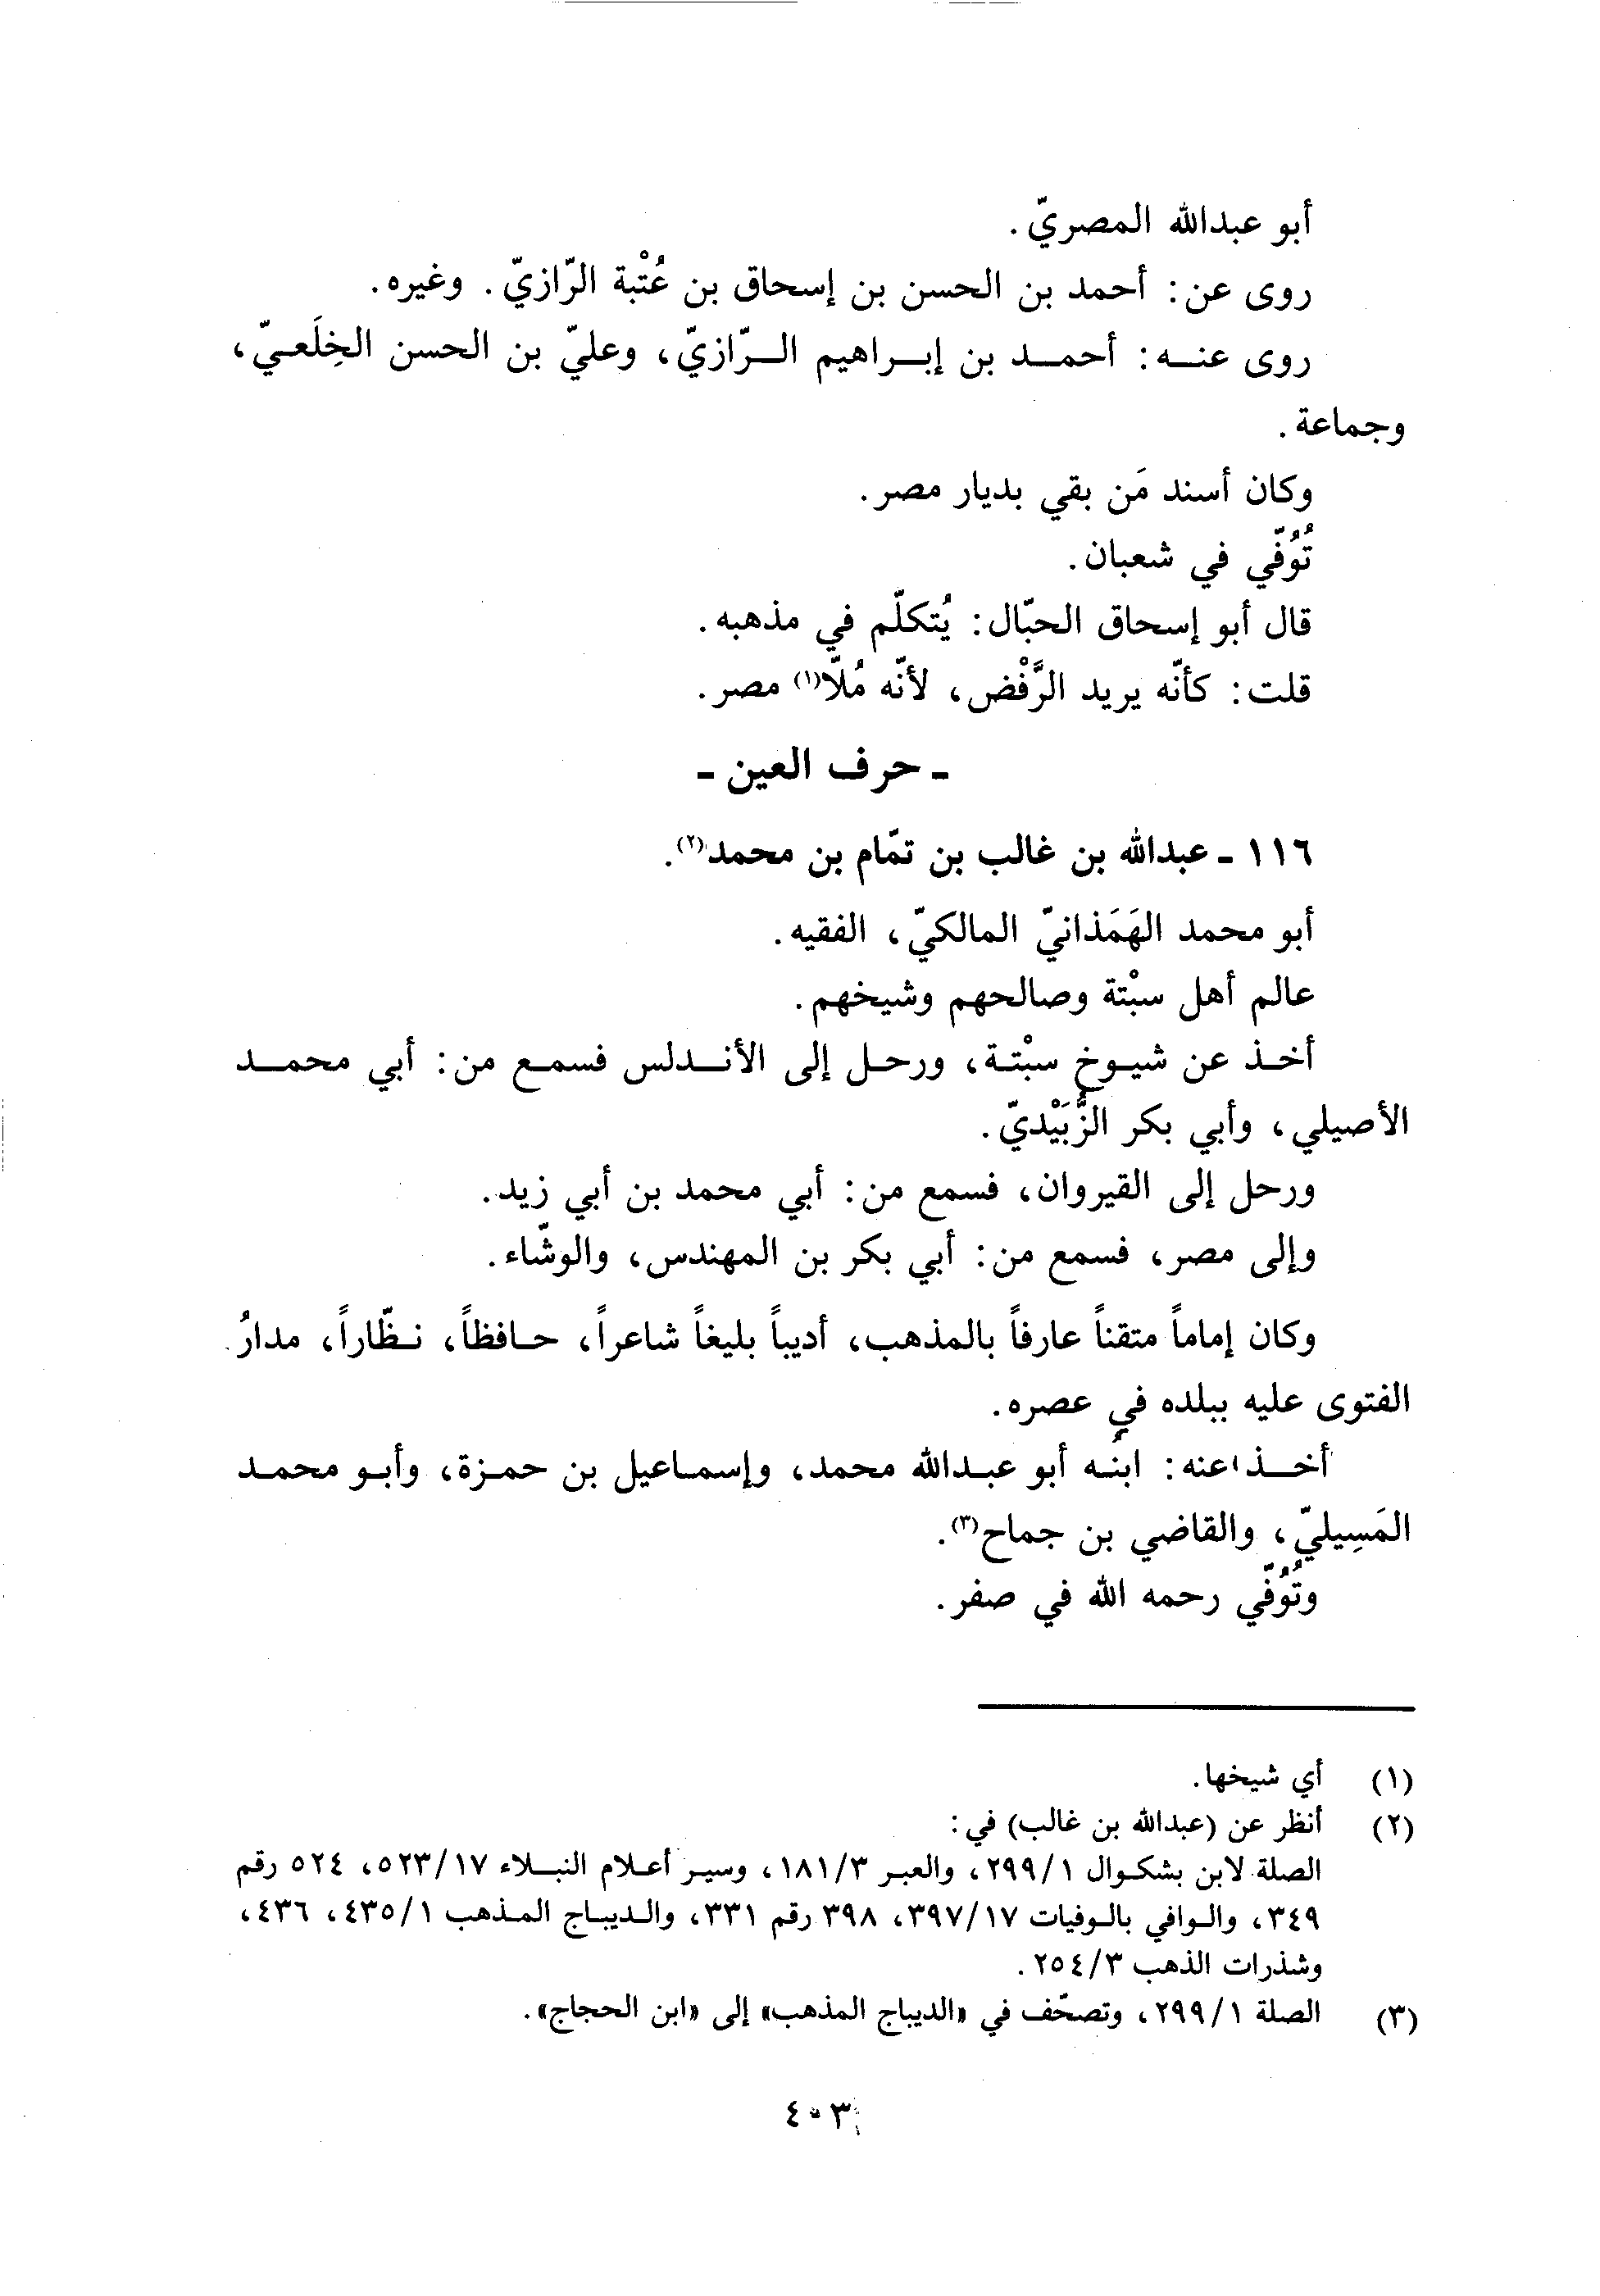 أبو عبدالله المصريّ.
روى عن: أحمد بن الحسن بن إسحاق بن عُتْبة الرّازيّ. وغيره.
روى عنه: أحمد بن إبراهيم الرّازيّ، وعليّ بن الحسن الخِلَعيّ،
وجماعة.
وكان أسند مَن بقي بديار مصر.
تُوُفّي في شعبان.
قال أبو إسحاق الحبّال: يُتكلّم في مذهبه.
قلت: كأنّه يريد الرَّفْض، لأنّه مُلّا(١) مصر.
ـ حرف العين ـ
١١٦ ـ عبدالله بن غالب بن تمّام بن محمد(٢).
أبو محمد الهَمَذانيّ المالكيّ، الفقيه.
عالم أهل سبْتة وصالحهم وشيخهم.
أخذ عن شيوخ سبْتة، ورحل إلى الأندلس فسمع من: أبي محمد
الأصيلي، وأبي بكر الزُّبَيْديّ.
ورحل إلى القيروان، فسمع من: أبي محمد بن أبي زيد.
وإلى مصر، فسمع من: أبي بكر بن المهندس، والوشّاء.
وكان إماماً متقناً عارفاً بالمذهب، أديباً بليغاً شاعراً، حافظاً، نظّاراً، مدارُ
الفتوى عليه ببلده في عصره.
أخذ عنه: ابنُه أبو عبدالله محمد، وإسماعيل بن حمزة، وأبو محمد
المَسِيليّ، والقاضي بن جماح(٣).
وتُوُفّي رحمه الله في صفر.
(١) أي شيخها.
(٢) أنظر عن (عبدالله بن غالب) في:
الصلة لابن بشكوال ٢٩٩/١، والعبر ١٨١/٣، وسير أعلام النبلاء ٥٢٣/١٧، ٥٢٤ رقم
٣٤٩، والوافي بالوفيات ٣٩٧/١٧، ٣٩٨ رقم ٣٣١، والديباج المذهب ٤٣٥/١، ٤٣٦،
وشذرات الذهب ٢٥٤/٣.
(٣) الصلة ٢٩٩/١، وتصحّف في «الديباج المذهب» إلى «ابن الحجاج».
٤٠٣